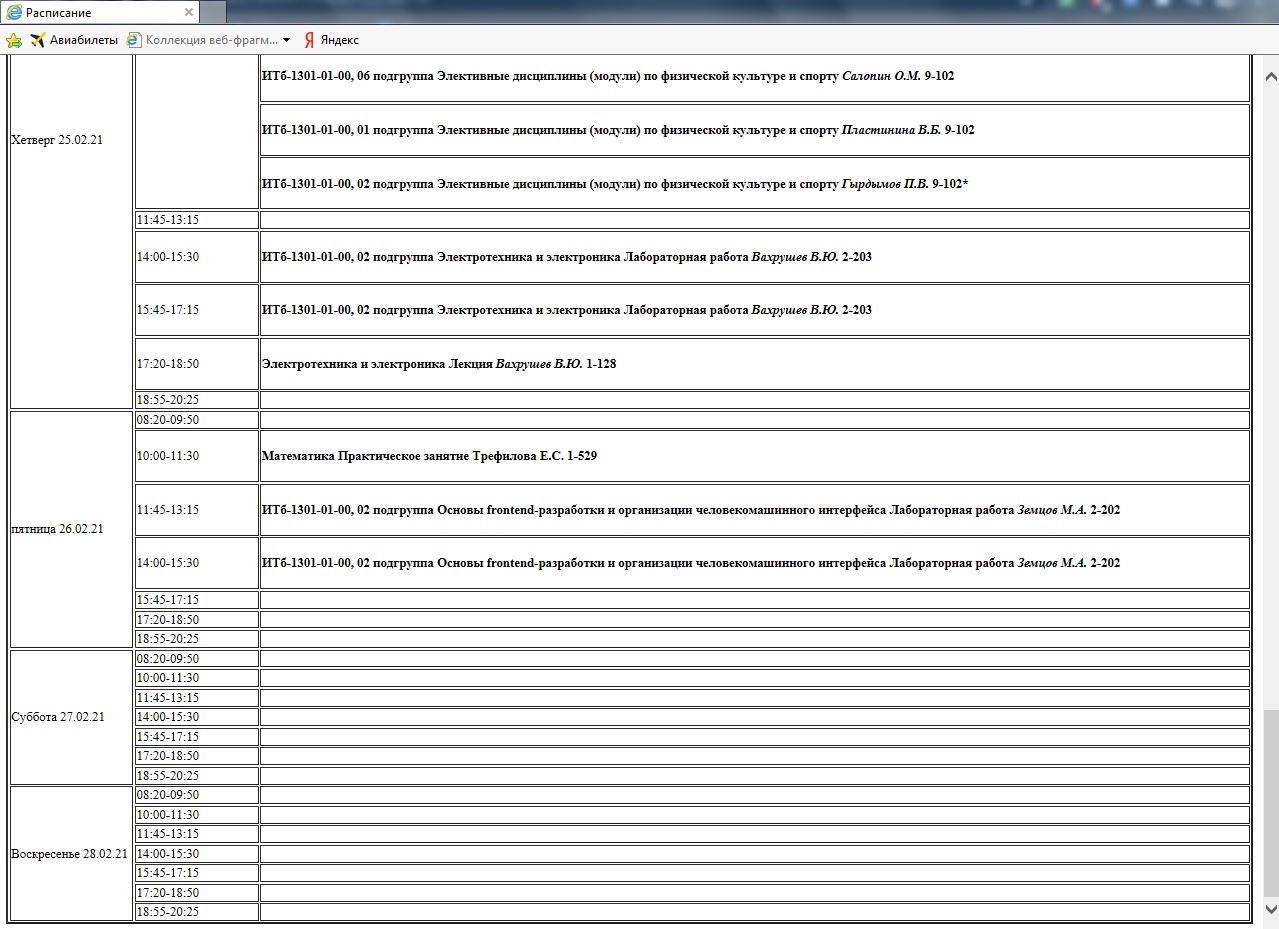 Расписание
Авиабилеты Коллекция веб-фрагм... Яндекс
ИТб-1301-01-00, 06 подгруппа Элективные дисциплины (модули) по физической культуре и спорту Салопин О.М. 9-102
Хетверг 25.02.21
ИТб-1301-01-00, 01 подгруппа Элективные дисциплины (модули) по физической культуре и спорту Пластинина В.Б. 9-102
ИТб-1301-01-00, 02 подгруппа Элективные дисциплины (модули) по физической культуре и спорту Гырдымов П.В. 9-102*
11:45-13:15
14:00-15:30 ИТб-1301-01-00, 02 подгруппа Электротехника и электроника Лабораторная работа Вахрушев В.Ю. 2-203
15:45-17:15 ИТб-1301-01-00, 02 подгруппа Электротехника и электроника Лабораторная работа Вахрушев В.Ю. 2-203
17:20-18:50 Электротехника и электроника Лекция Вахрушев В.Ю. 1-128
18:55-20:25
пятница 26.02.21
08:20-09:50
10:00-11:30 Математика Практическое занятие Трефилова Е.С. 1-529
11:45-13:15 ИТб-1301-01-00, 02 подгруппа Основы frontend-разработки и организации человекомашинного интерфейса Лабораторная работа Земцов М.А. 2-202
14:00-15:30 ИТб-1301-01-00, 02 подгруппа Основы frontend-разработки и организации человекомашинного интерфейса Лабораторная работа Земцов М.А. 2-202
15:45-17:15
17:20-18:50
18:55-20:25
Суббота 27.02.21
08:20-09:50
10:00-11:30
11:45-13:15
14:00-15:30
15:45-17:15
17:20-18:50
18:55-20:25
Воскресенье 28.02.21
08:20-09:50
10:00-11:30
11:45-13:15
14:00-15:30
15:45-17:15
17:20-18:50
18:55-20:25